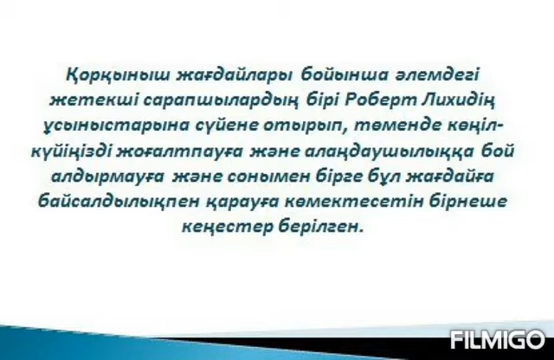 Қорқыныш жағдайлары бойынша әлемдегі
жетекші сарапшылардың бірі Роберт Лихидің
ұсыныстарына сүйене отырып, төменде көңіл-
күйіңізді жоғалтпауға және алаңдаушылыққа бой
алдырмауға және сонымен бірге бұл жағдайға
байсалдылықпен қарауға көмектесетін бірнеше
кеңестер берілген.
FILMIGO